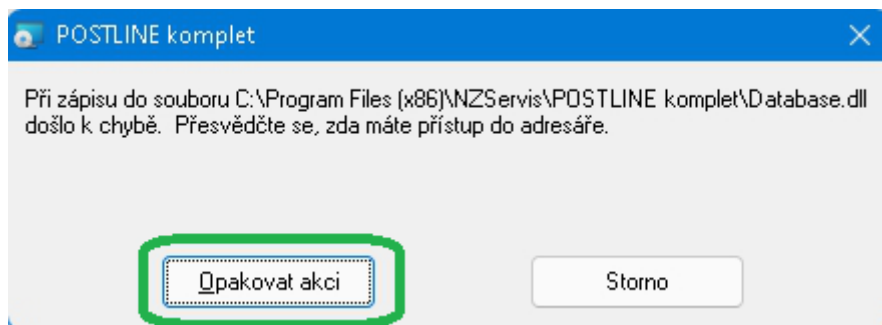 POSTLINE komplet
Při zápisu do souboru C:\Program Files (x86)\NZServis\POSTLINE komplet\Database.dll
došlo k chybě.  Přesvědčte se, zda máte přístup do adresáře.
Opakovat akci
Storno